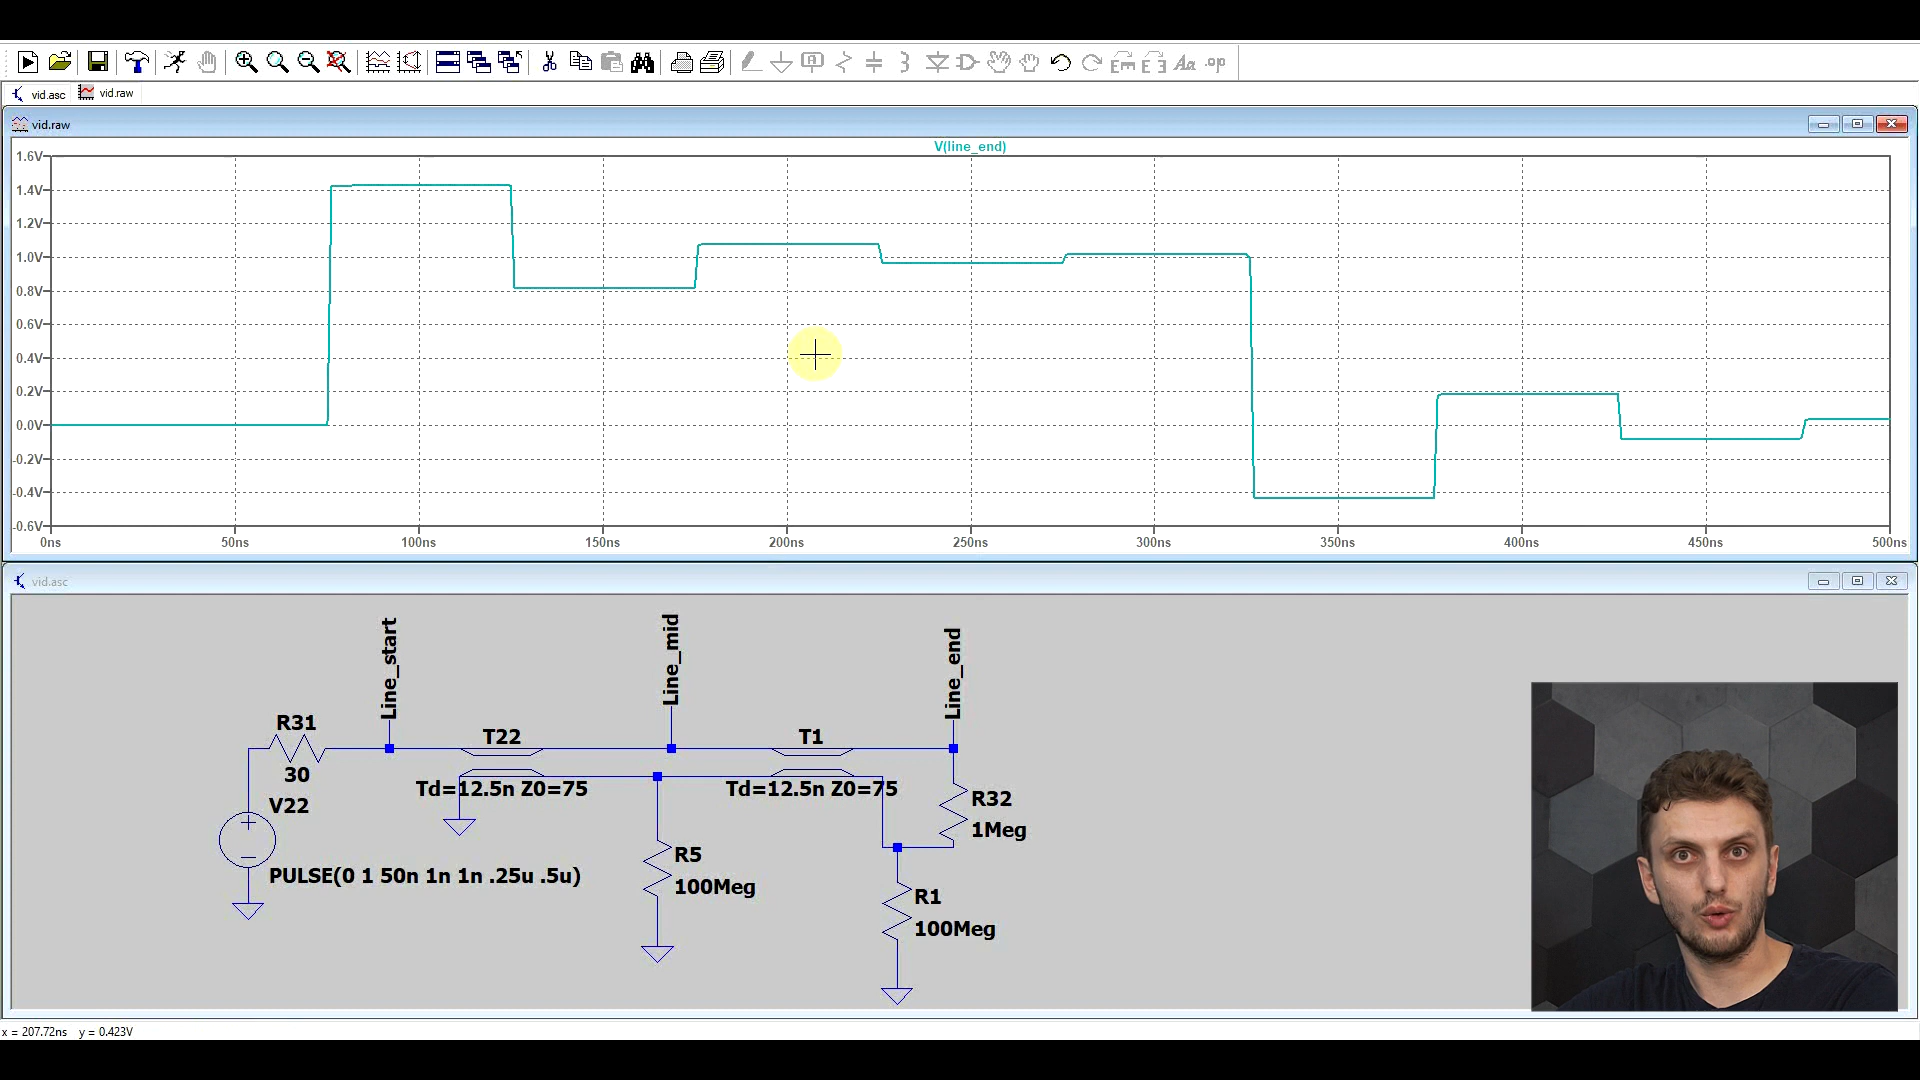 vid.asc vid.raw
vid.raw
V(line_end)
1.6V
1.4V
1.2V
1.0V
0.8V
0.6V
0.4V
0.2V
0.0V
-0.2V
-0.4V
-0.6V
0ns 50ns 100ns 150ns 200ns 250ns 300ns 350ns 400ns 450ns 500ns
vid.asc
Line_start
Line_mid
Line_end
R31
30
V22
PULSE(0 1 50n 1n 1n .25u .5u)
T22
Td=12.5n Z0=75
T1
Td=12.5n Z0=75
R32
1Meg
R5
100Meg
R1
100Meg
x = 207.72ns y = 0.423V